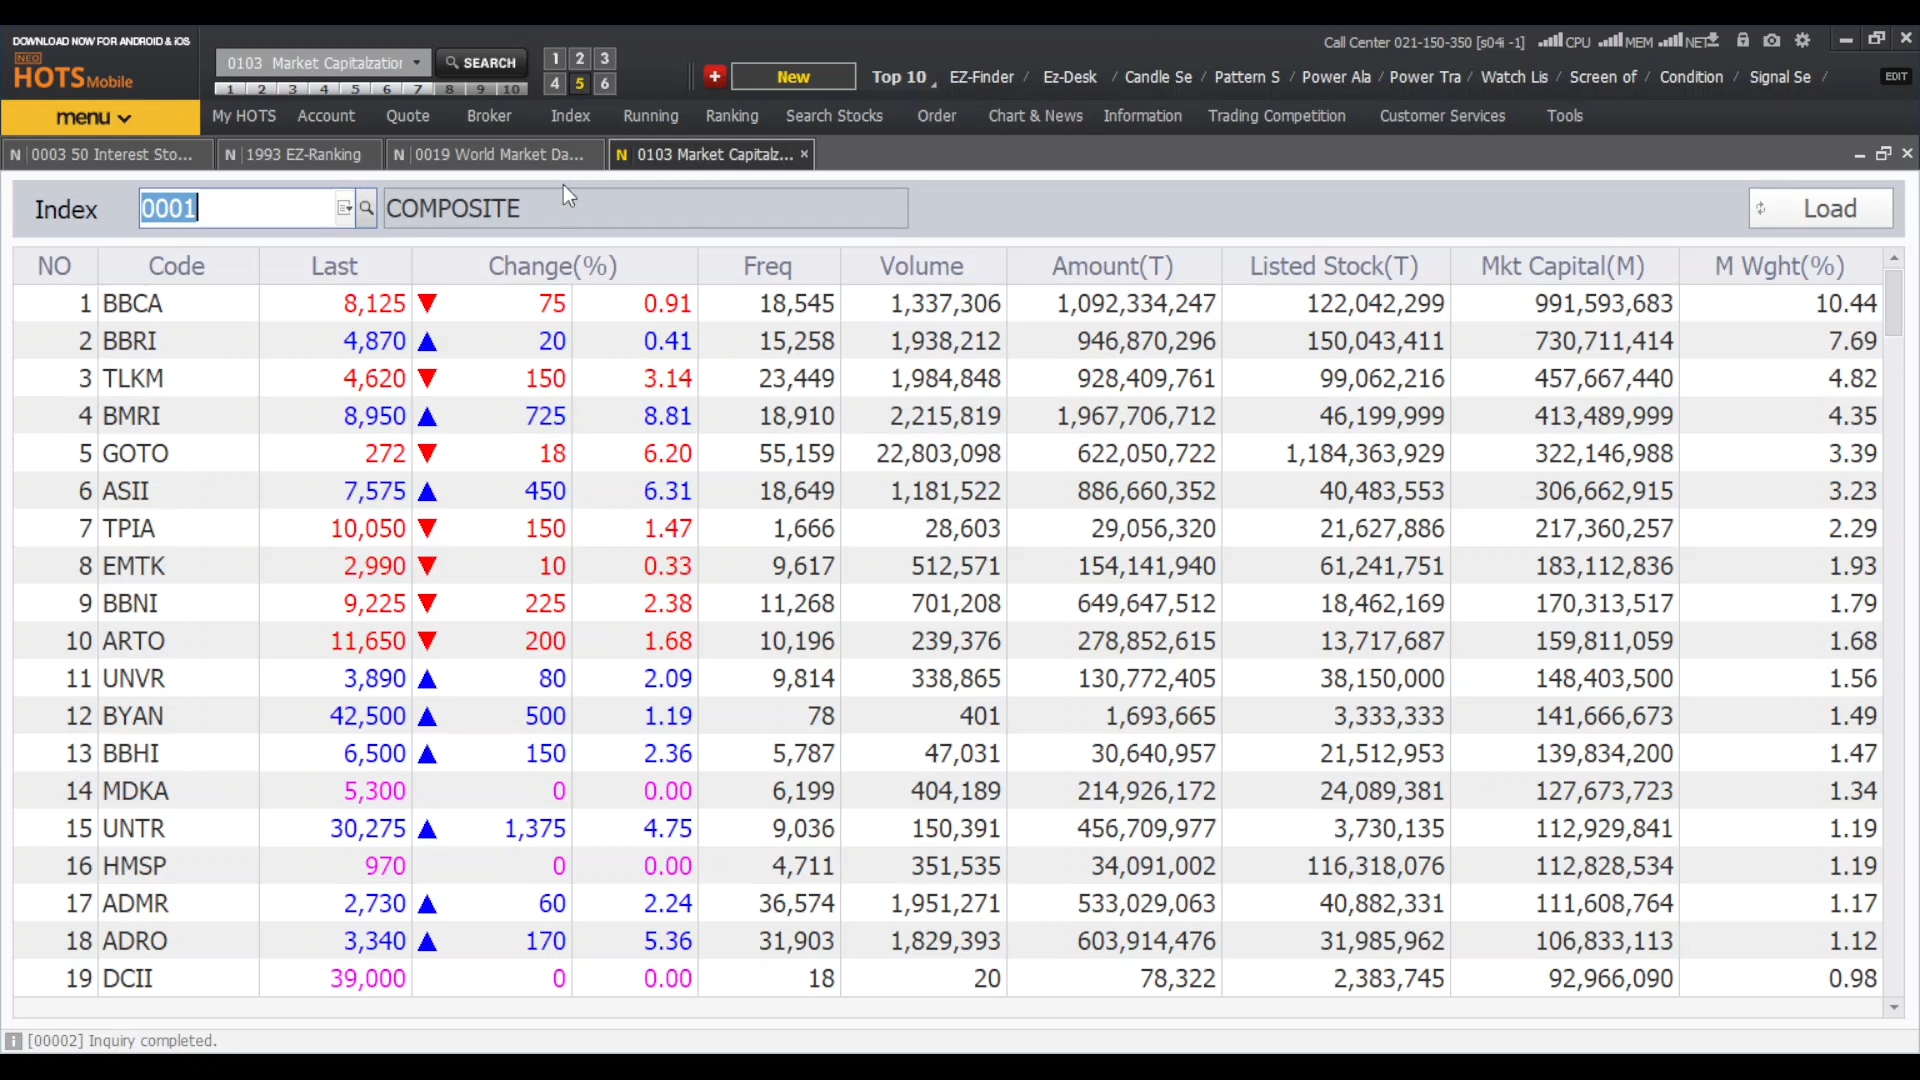 DOWNLOAD NOW FOR ANDROID & iOS
NEO
HOTS Mobile
0103 Market Capitalzation
SEARCH
1 2 3 4 5 6 7 8 9 10
1 2 3
4 5 6
Call Center 021-150-350 [s04i -1] CPU MEM NET
New
Top 10 EZ-Finder / Ez-Desk / Candle Se / Pattern S / Power Ala / Power Tra / Watch Lis / Screen of / Condition / Signal Se /
EDIT
menu My HOTS Account Quote Broker Index Running Ranking Search Stocks Order Chart & News Information Trading Competition Customer Services Tools
N 0003 50 Interest Sto... N 1993 EZ-Ranking N 0019 World Market Da... N 0103 Market Capitalz... ×
Index 0001 COMPOSITE Load
NO Code Last Change(%) Freq Volume Amount(T) Listed Stock(T) Mkt Capital(M) M Wght(%)
1 BBCA 8,125 ▼ 75 0.91 18,545 1,337,306 1,092,334,247 122,042,299 991,593,683 10.44
2 BBRI 4,870 ▲ 20 0.41 15,258 1,938,212 946,870,296 150,043,411 730,711,414 7.69
3 TLKM 4,620 ▼ 150 3.14 23,449 1,984,848 928,409,761 99,062,216 457,667,440 4.82
4 BMRI 8,950 ▲ 725 8.81 18,910 2,215,819 1,967,706,712 46,199,999 413,489,999 4.35
5 GOTO 272 ▼ 18 6.20 55,159 22,803,098 622,050,722 1,184,363,929 322,146,988 3.39
6 ASII 7,575 ▲ 450 6.31 18,649 1,181,522 886,660,352 40,483,553 306,662,915 3.23
7 TPIA 10,050 ▼ 150 1.47 1,666 28,603 29,056,320 21,627,886 217,360,257 2.29
8 EMTK 2,990 ▼ 10 0.33 9,617 512,571 154,141,940 61,241,751 183,112,836 1.93
9 BBNI 9,225 ▼ 225 2.38 11,268 701,208 649,647,512 18,462,169 170,313,517 1.79
10 ARTO 11,650 ▼ 200 1.68 10,196 239,376 278,852,615 13,717,687 159,811,059 1.68
11 UNVR 3,890 ▲ 80 2.09 9,814 338,865 130,772,405 38,150,000 148,403,500 1.56
12 BYAN 42,500 ▲ 500 1.19 78 401 1,693,665 3,333,333 141,666,673 1.49
13 BBHI 6,500 ▲ 150 2.36 5,787 47,031 30,640,957 21,512,953 139,834,200 1.47
14 MDKA 5,300 0 0.00 6,199 404,189 214,926,172 24,089,381 127,673,723 1.34
15 UNTR 30,275 ▲ 1,375 4.75 9,036 150,391 456,709,977 3,730,135 112,929,841 1.19
16 HMSP 970 0 0.00 4,711 351,535 34,091,002 116,318,076 112,828,534 1.19
17 ADMR 2,730 ▲ 60 2.24 36,574 1,951,271 533,029,063 40,882,331 111,608,764 1.17
18 ADRO 3,340 ▲ 170 5.36 31,903 1,829,393 603,914,476 31,985,962 106,833,113 1.12
19 DCII 39,000 0 0.00 18 20 78,322 2,383,745 92,966,090 0.98
i [00002] Inquiry completed.